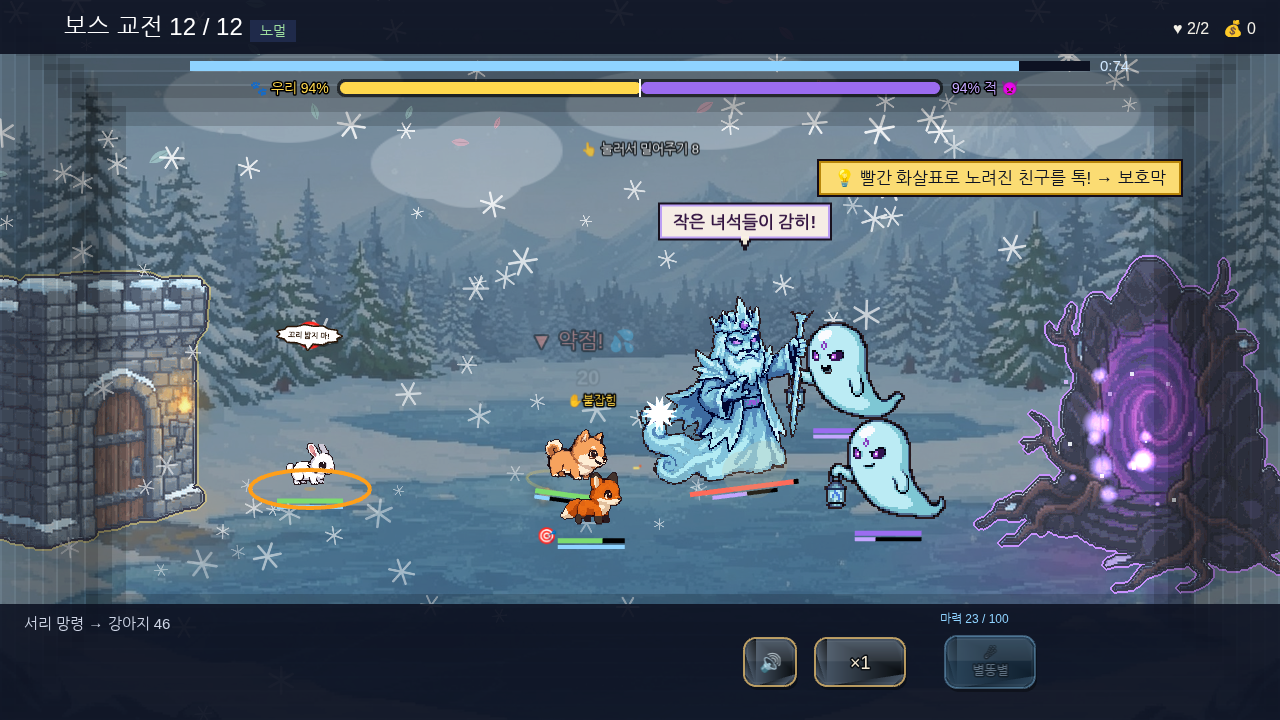 보스 교전 12 / 12 노멀
♥ 2/2 💰 0
0:74
🐾 우리 94%
94% 적 😈
👆 눌러서 밀어주기 8
💡 빨간 화살표로 노려진 친구를 톡! → 보호막
작은 녀석들이 감히!
꼬리 밟지 마!
▼ 약점! 💦
20
✋붙잡힘
서리 망령 → 강아지 46
마력 23 / 100
×1
별똥별